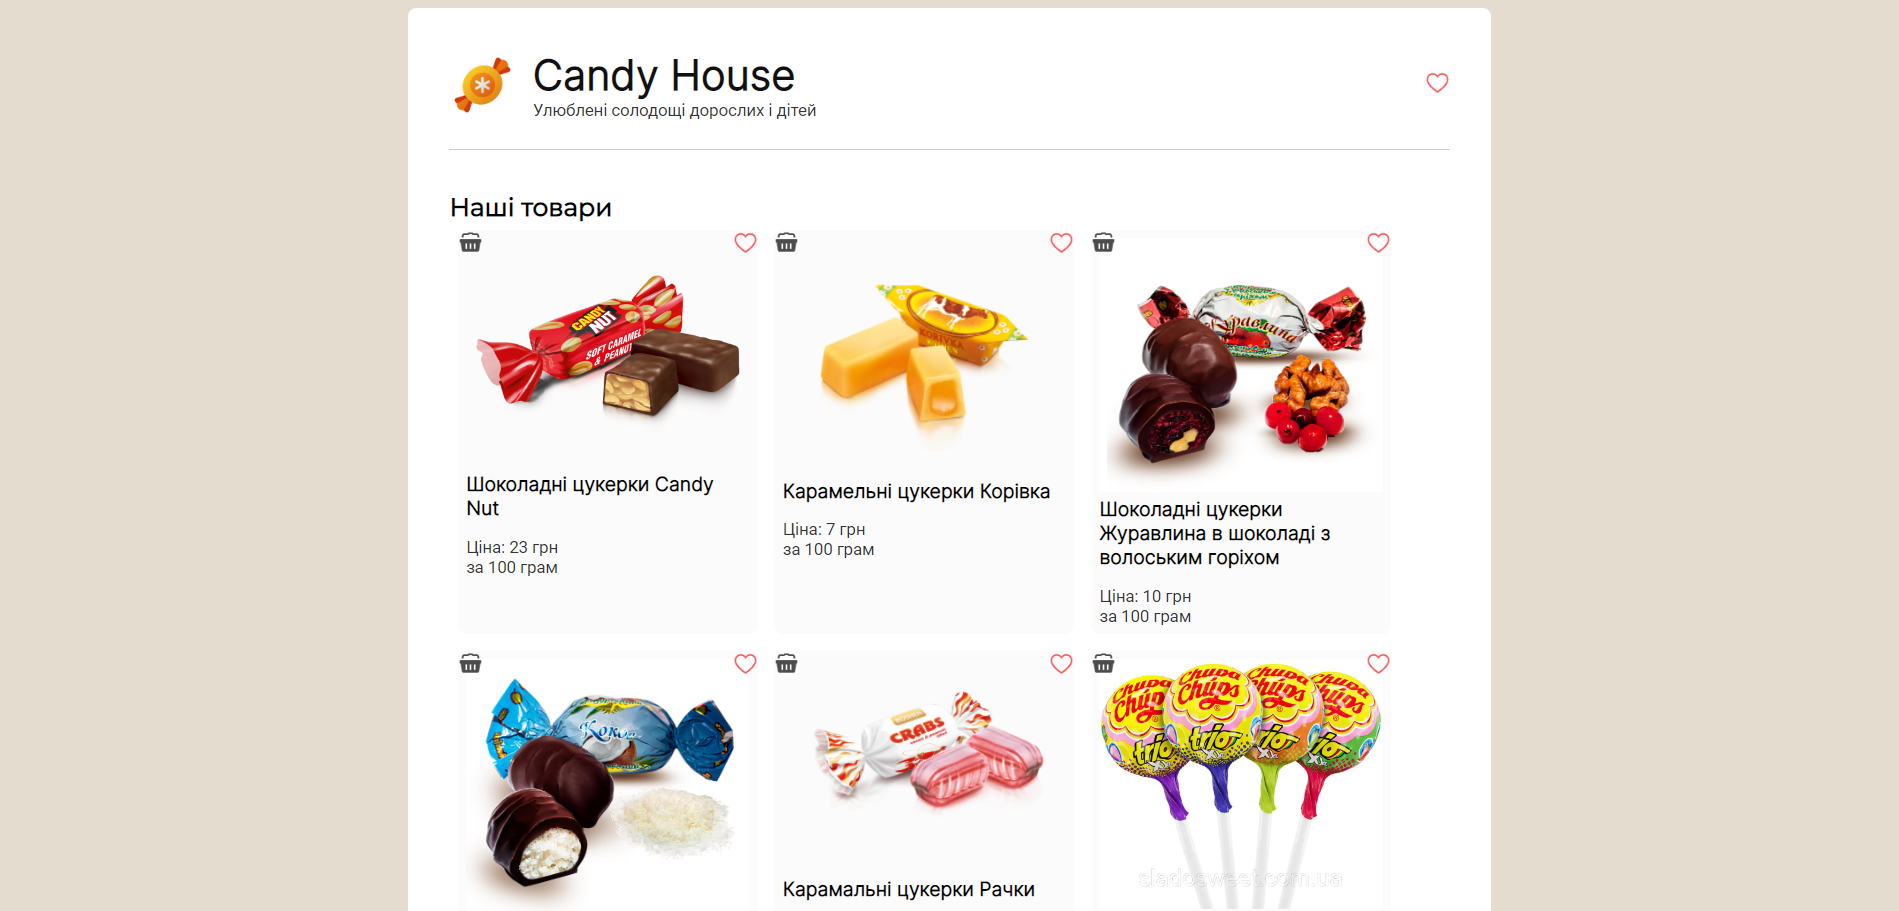 Candy House
Улюблені солодощі дорослих і дітей
Наші товари
CANDY
NUT
SOFT CARAMEL
& PEANUT
KORIVKA
Журавлина
Шоколадні цукерки Candy
Nut
Ціна: 23 грн
за 100 грам
Карамельні цукерки Корівка
Ціна: 7 грн
за 100 грам
Шоколадні цукерки
Журавлина в шоколаді з
волоським горіхом
Ціна: 10 грн
за 100 грам
CRABS
Chupa Chups
Chupa Chups
Chupa Chups
Chupa Chups
trio
trio
trio
trio
sladosweet.com.ua
Карамальні цукерки Рачки